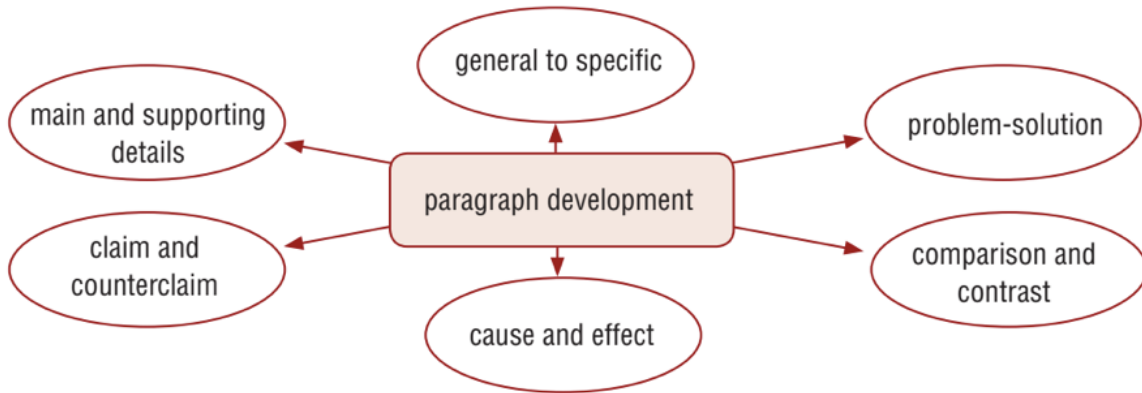 general to specific
main and supporting
details
problem-solution
paragraph development
claim and
counterclaim
comparison and
contrast
cause and effect